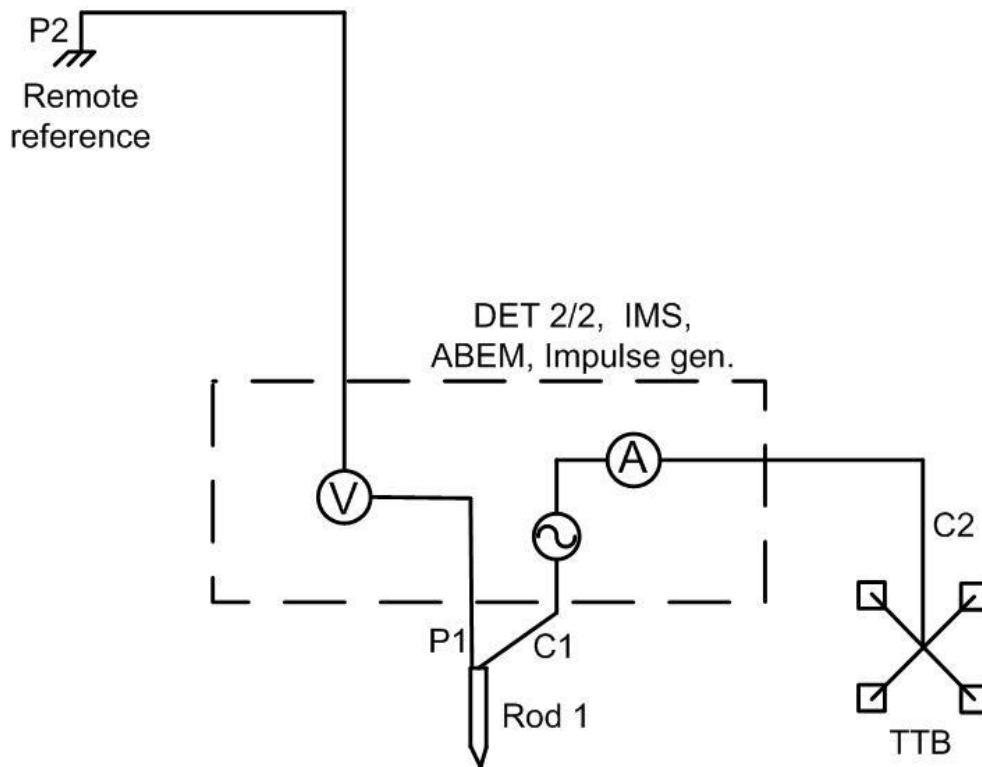 P2
Remote
reference
DET 2/2, IMS,
ABEM, Impulse gen.
A
V
C2
P1
C1
Rod 1
TTB